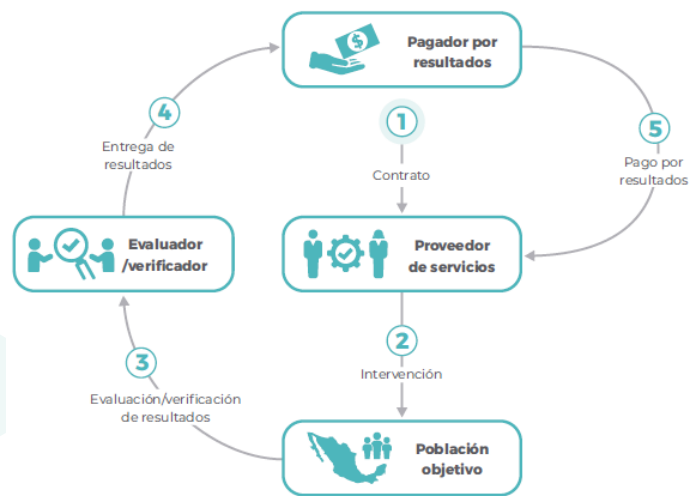 Pagador por
resultados
1
Contrato
4
Entrega de
resultados
5
Pago por
resultados
Evaluador
/verificador
Proveedor
de servicios
2
Intervención
3
Evaluación/verificación
de resultados
Población
objetivo